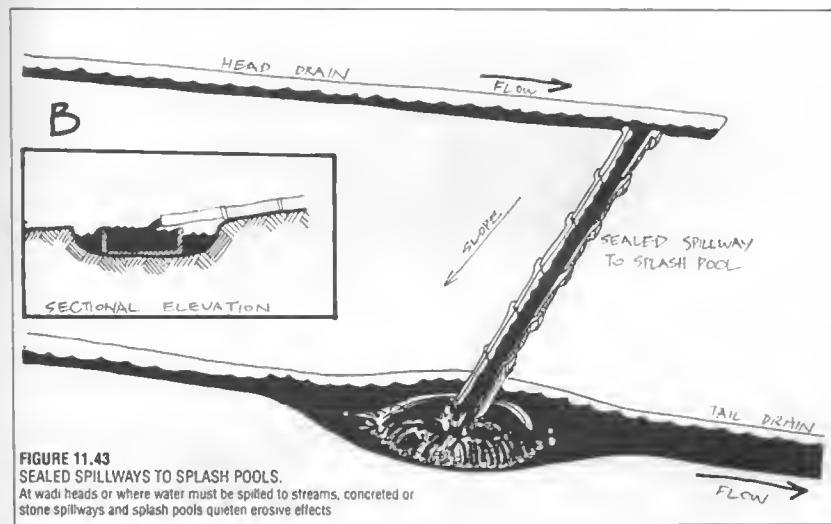 HEAD DRAIN
FLOW
B
SLOPE
SEALED SPILLWAY
TO SPLASH POOL
SECTIONAL ELEVATION
TAIL DRAIN
FLOW
FIGURE 11.43
SEALED SPILLWAYS TO SPLASH POOLS.
At wadi heads or where water must be spilled to streams, concreted or
stone spillways and splash pools quieten erosive effects